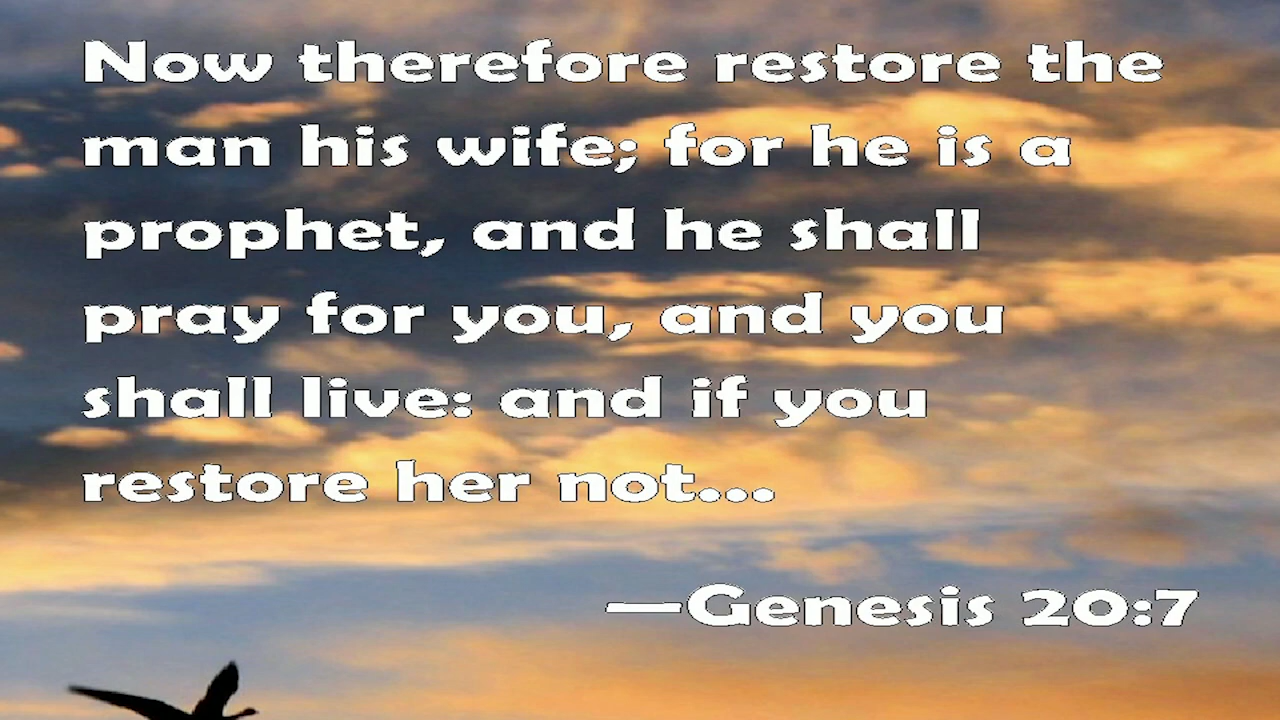 Now therefore restore the
man his wife; for he is a
prophet, and he shall
pray for you, and you
shall live: and if you
restore her not...
—Genesis 20:7